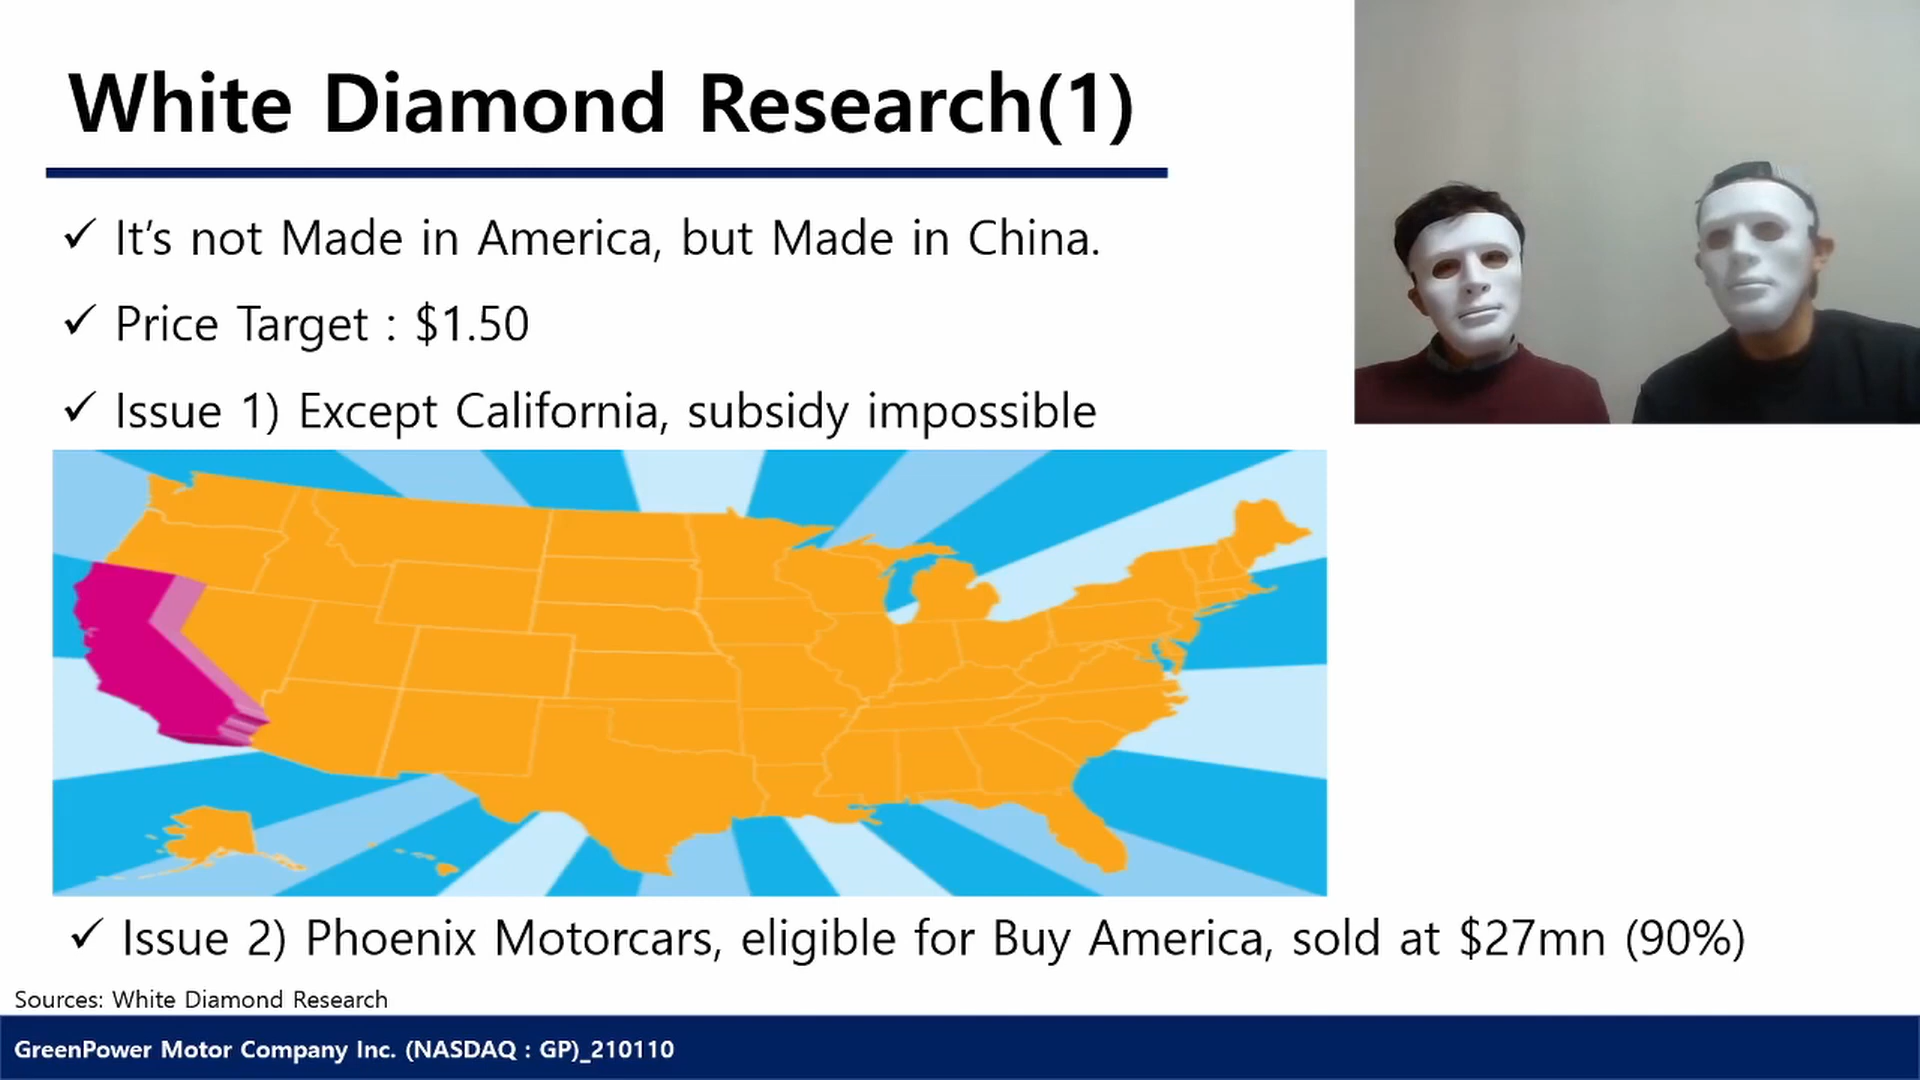 White Diamond Research(1)
✓ It’s not Made in America, but Made in China.
✓ Price Target : $1.50
✓ Issue 1) Except California, subsidy impossible
✓ Issue 2) Phoenix Motorcars, eligible for Buy America, sold at $27mn (90%)
Sources: White Diamond Research
GreenPower Motor Company Inc. (NASDAQ : GP)_210110